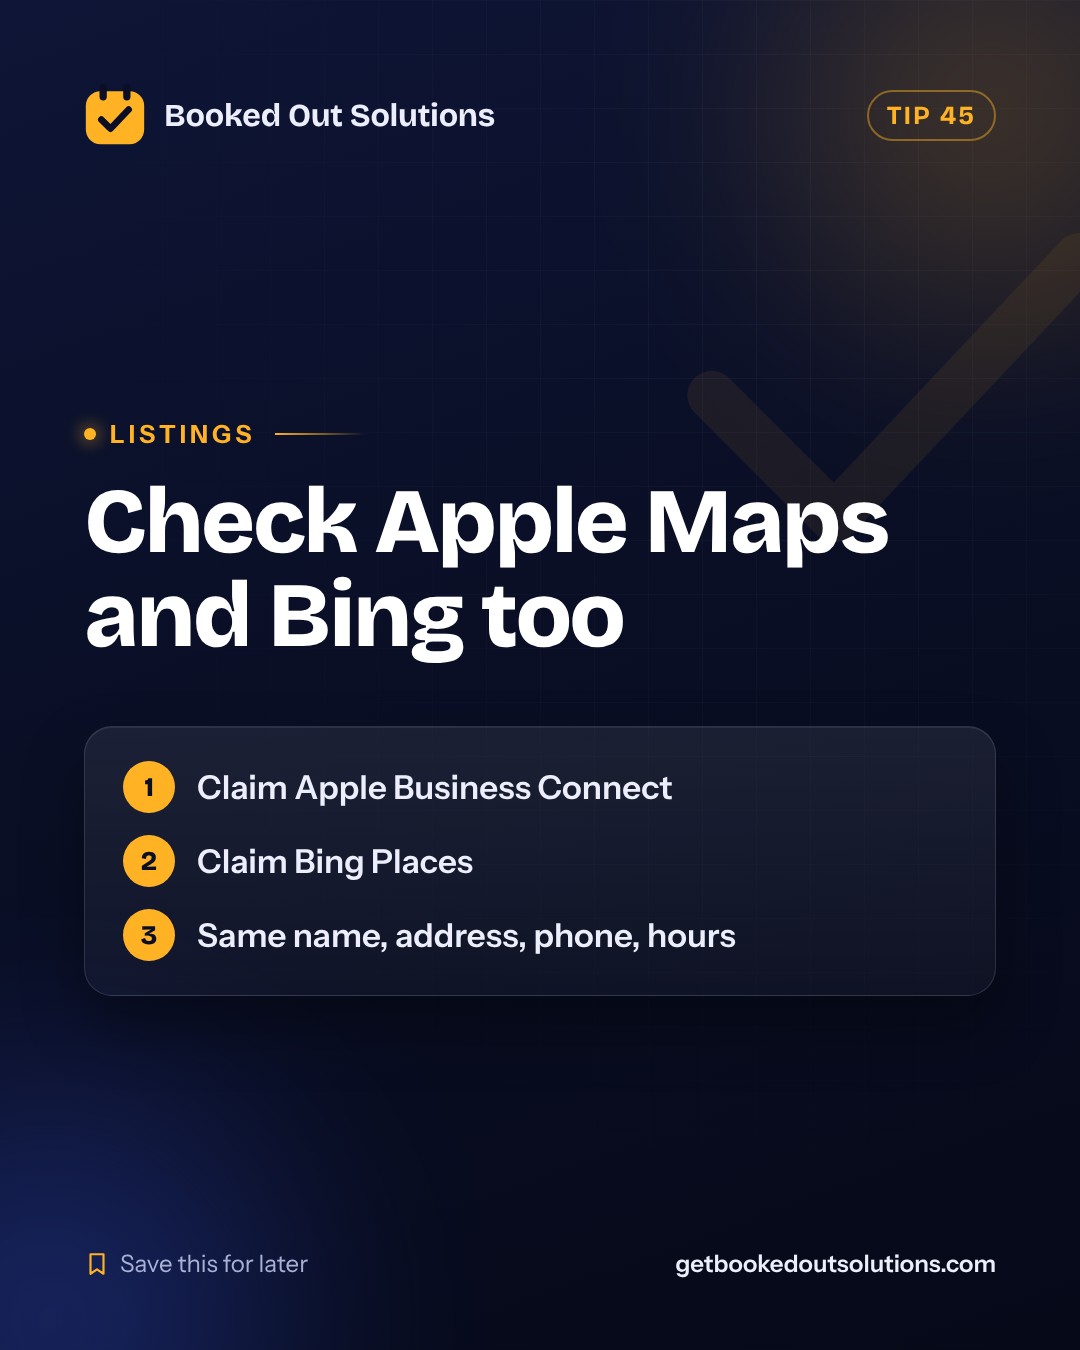 Booked Out Solutions
TIP 45
LISTINGS
Check Apple Maps
and Bing too
1 Claim Apple Business Connect
2 Claim Bing Places
3 Same name, address, phone, hours
Save this for later
getbookedoutsolutions.com